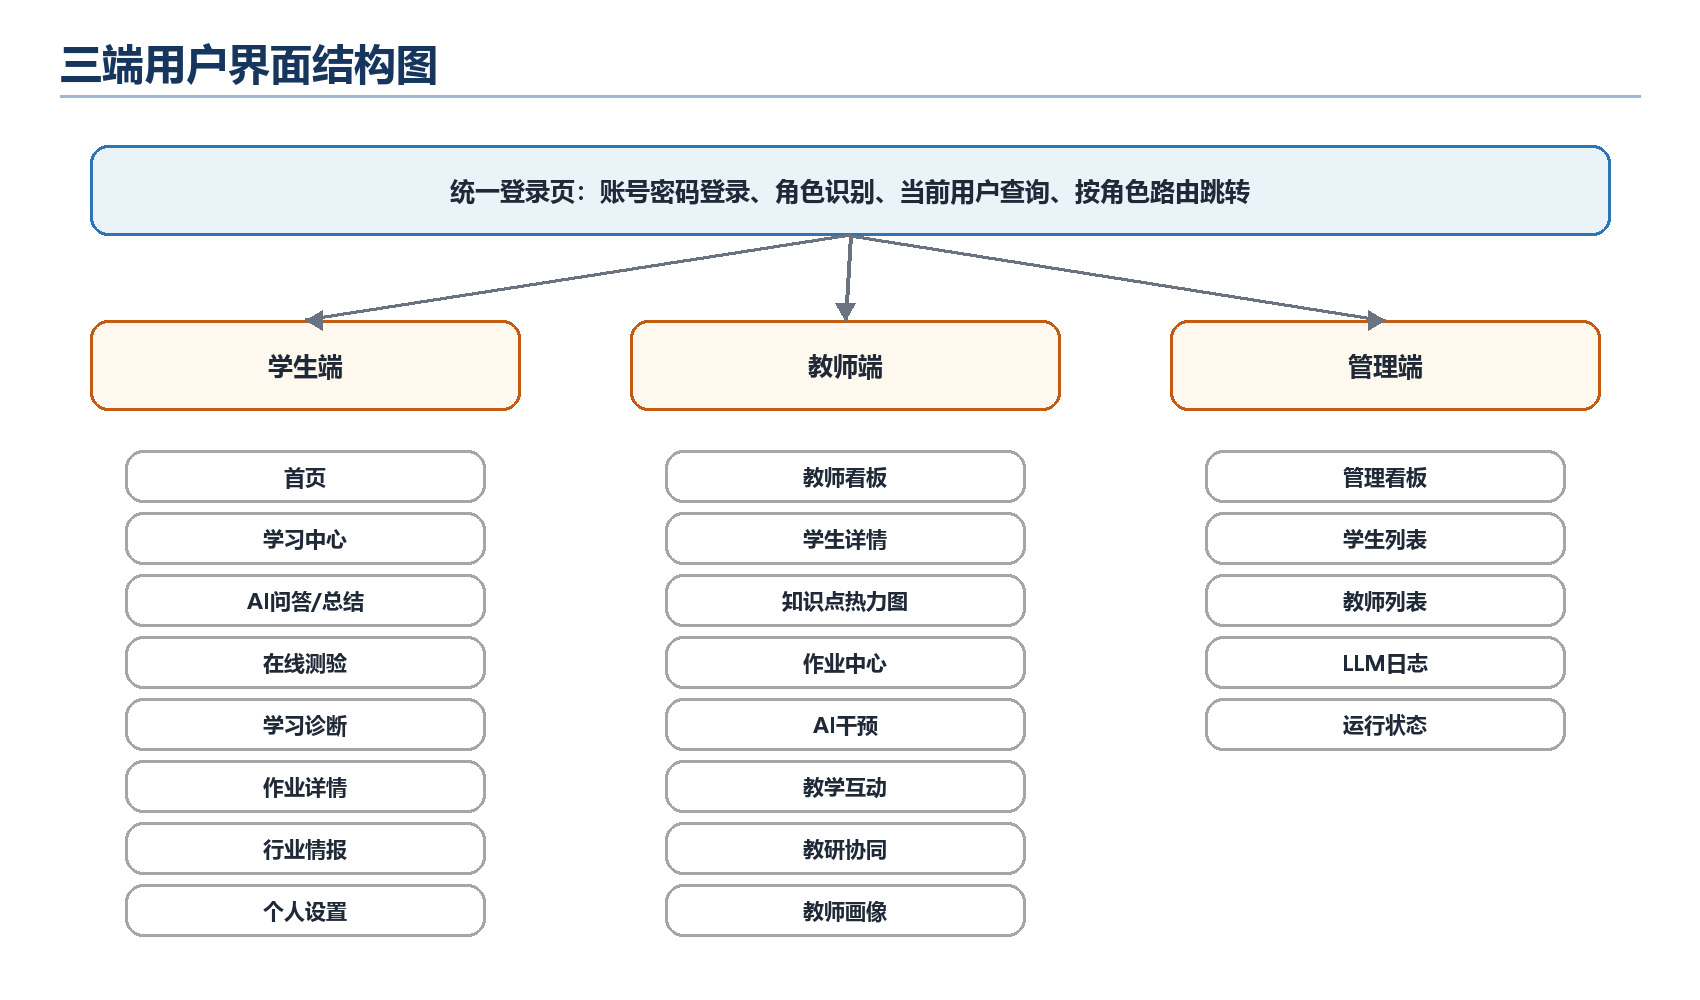 三端用户界面结构图
统一登录页：账号密码登录、角色识别、当前用户查询、按角色路由跳转
学生端
教师端
管理端
首页
学习中心
AI问答/总结
在线测验
学习诊断
作业详情
行业情报
个人设置
教师看板
学生详情
知识点热力图
作业中心
AI干预
教学互动
教研协同
教师画像
管理看板
学生列表
教师列表
LLM日志
运行状态